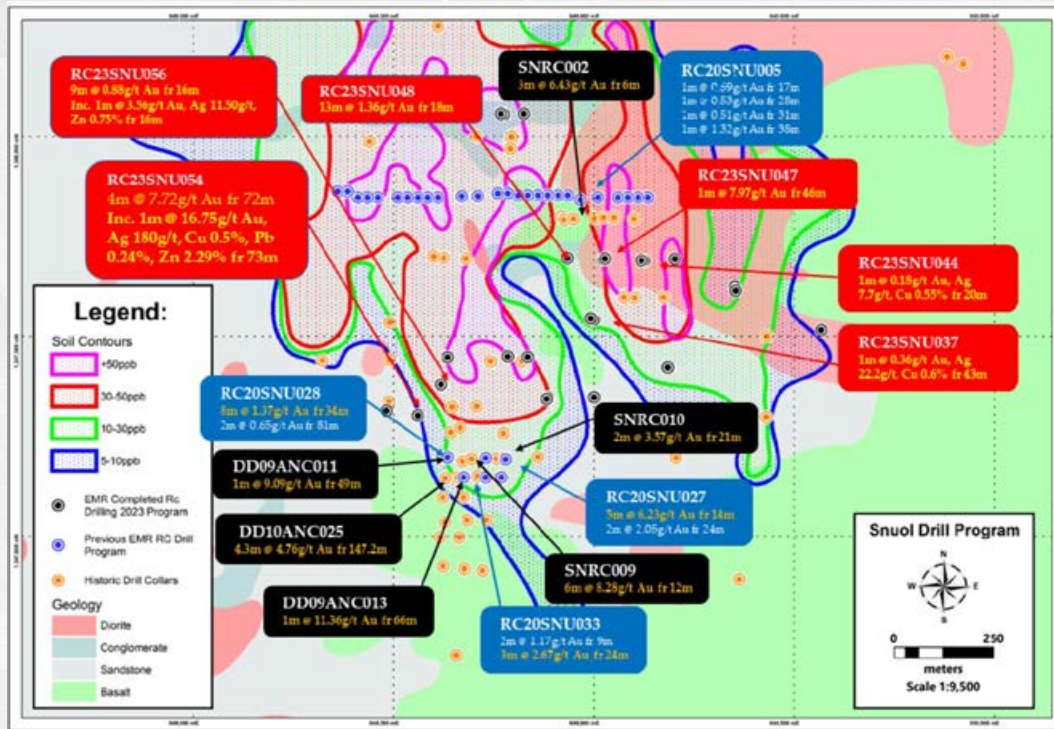 RC23SNU056
9m @ 0.88g/t Au fr 16m
Inc. 1m @ 3.56g/t Au, Ag 11.50g/t,
Zn 0.75% fr 16m
RC23SNU048
13m @ 1.36g/t Au fr 18m
SNRC002
3m @ 6.43g/t Au fr 6m
RC20SNU005
1m @ 0.69g/t Au fr 17m
1m @ 0.83g/t Au fr 28m
1m @ 0.51g/t Au fr 31m
1m @ 1.32g/t Au fr 38m
RC23SNU054
4m @ 7.72g/t Au fr 72m
Inc. 1m @ 16.75g/t Au,
Ag 180g/t, Cu 0.5%, Pb
0.24%, Zn 2.29% fr 73m
RC23SNU047
1m @ 7.97g/t Au fr 46m
RC23SNU044
1m @ 0.18g/t Au, Ag
7.7g/t, Cu 0.55% fr 20m
RC23SNU037
1m @ 0.36g/t Au, Ag
22.2g/t, Cu 0.6% fr 43m
Legend:
Soil Contours
+50ppb
30-50ppb
10-30ppb
5-10ppb
EMR Completed Rc
Drilling 2023 Program
Previous EMR RC Drill
Program
Historic Drill Collars
Geology
Diorite
Conglomerate
Sandstone
Basalt
RC20SNU028
8m @ 1.37g/t Au fr 34m
2m @ 0.65g/t Au fr 81m
SNRC010
2m @ 3.57g/t Au fr 21m
DD09ANC011
1m @ 9.09g/t Au fr 49m
RC20SNU027
5m @ 6.23g/t Au fr 14m
2m @ 2.05g/t Au fr 24m
DD10ANC025
4.3m @ 4.76g/t Au fr 147.2m
SNRC009
6m @ 8.28g/t Au fr 12m
DD09ANC013
1m @ 11.36g/t Au fr 66m
RC20SNU033
2m @ 1.17g/t Au fr 9m
3m @ 2.67g/t Au fr 24m
Snuol Drill Program
N
W E
S
0 250
meters
Scale 1:9,500